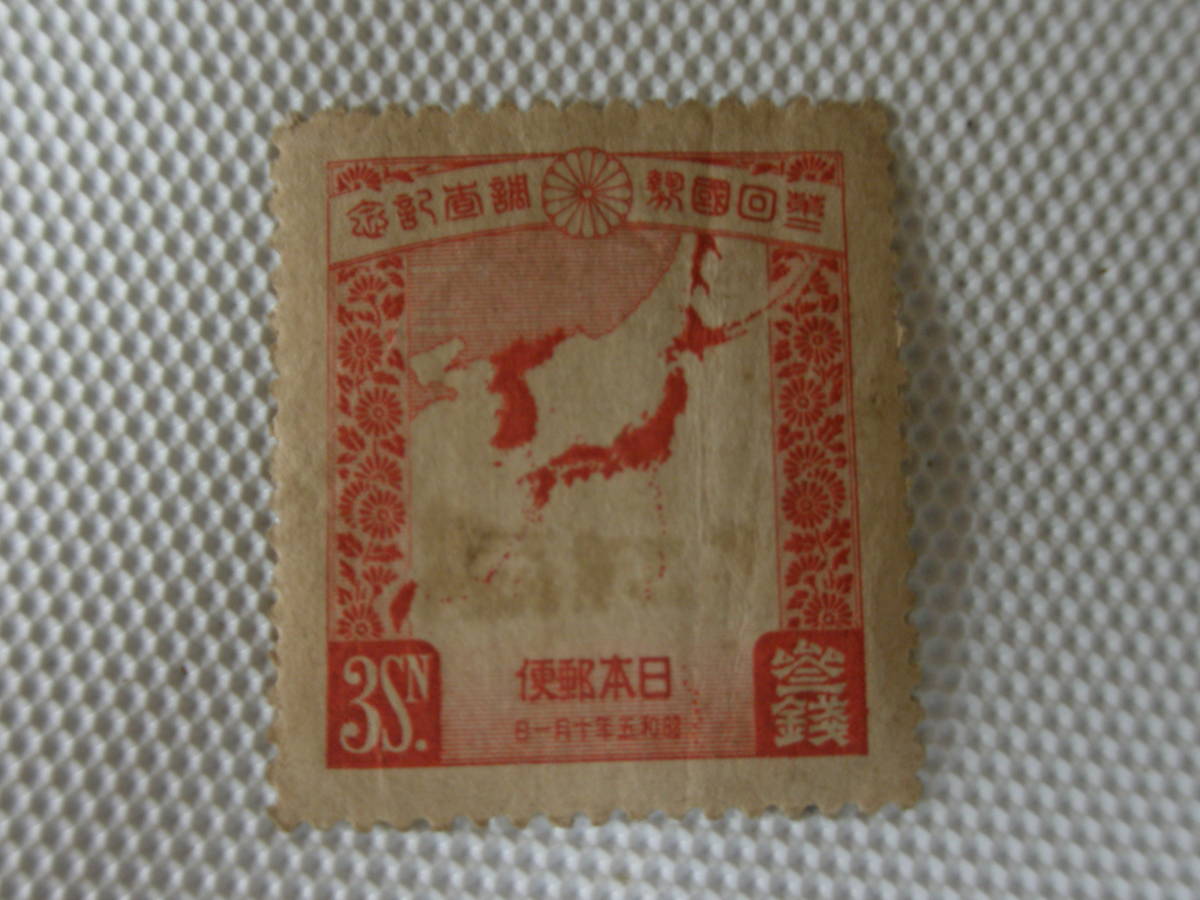 第二回國勢調査記念
日本郵便
昭和五年十月一日
3SN.
參錢